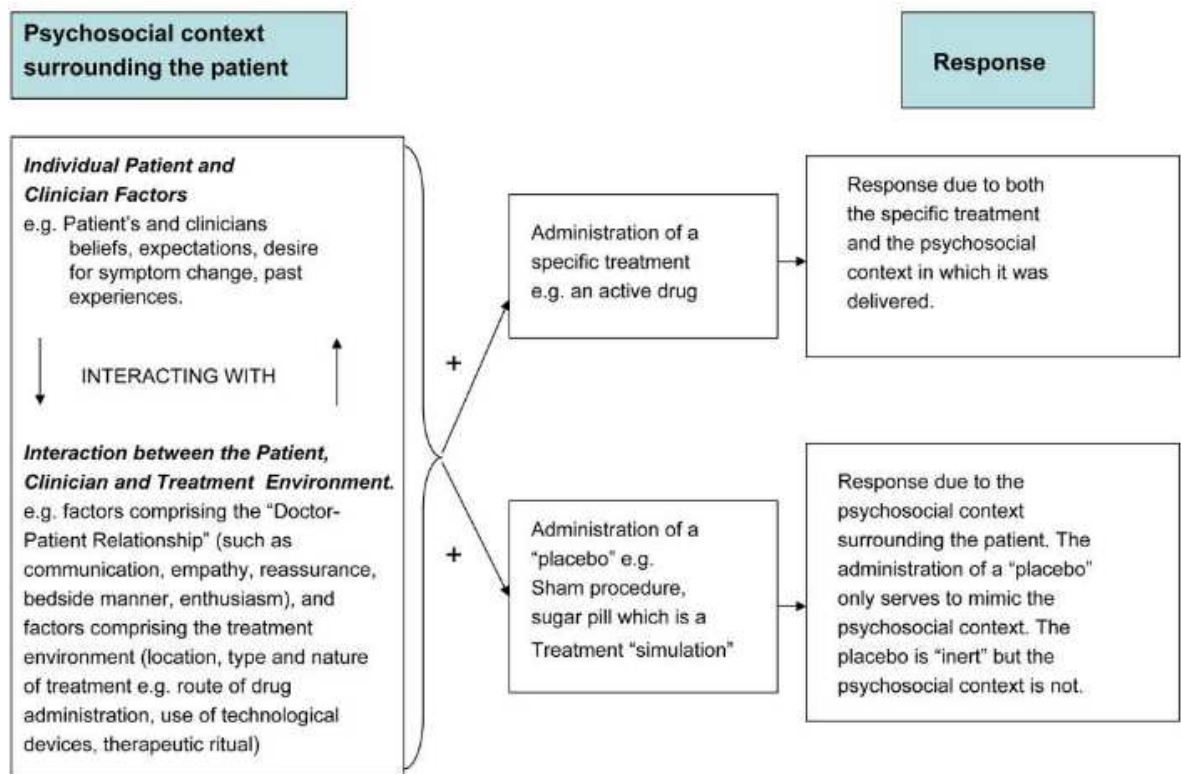 Psychosocial context
surrounding the patient
Response
Individual Patient and
Clinician Factors
e.g. Patient's and clinicians
beliefs, expectations, desire
for symptom change, past
experiences.
INTERACTING WITH
Interaction between the Patient,
Clinician and Treatment Environment.
e.g. factors comprising the “Doctor-
Patient Relationship” (such as
communication, empathy, reassurance,
bedside manner, enthusiasm), and
factors comprising the treatment
environment (location, type and nature
of treatment e.g. route of drug
administration, use of technological
devices, therapeutic ritual)
+
+
Administration of a
specific treatment
e.g. an active drug
Response due to both
the specific treatment
and the psychosocial
context in which it was
delivered.
Administration of a
“placebo” e.g.
Sham procedure,
sugar pill which is a
Treatment “simulation”
Response due to the
psychosocial context
surrounding the patient. The
administration of a “placebo”
only serves to mimic the
psychosocial context. The
placebo is “inert” but the
psychosocial context is not.